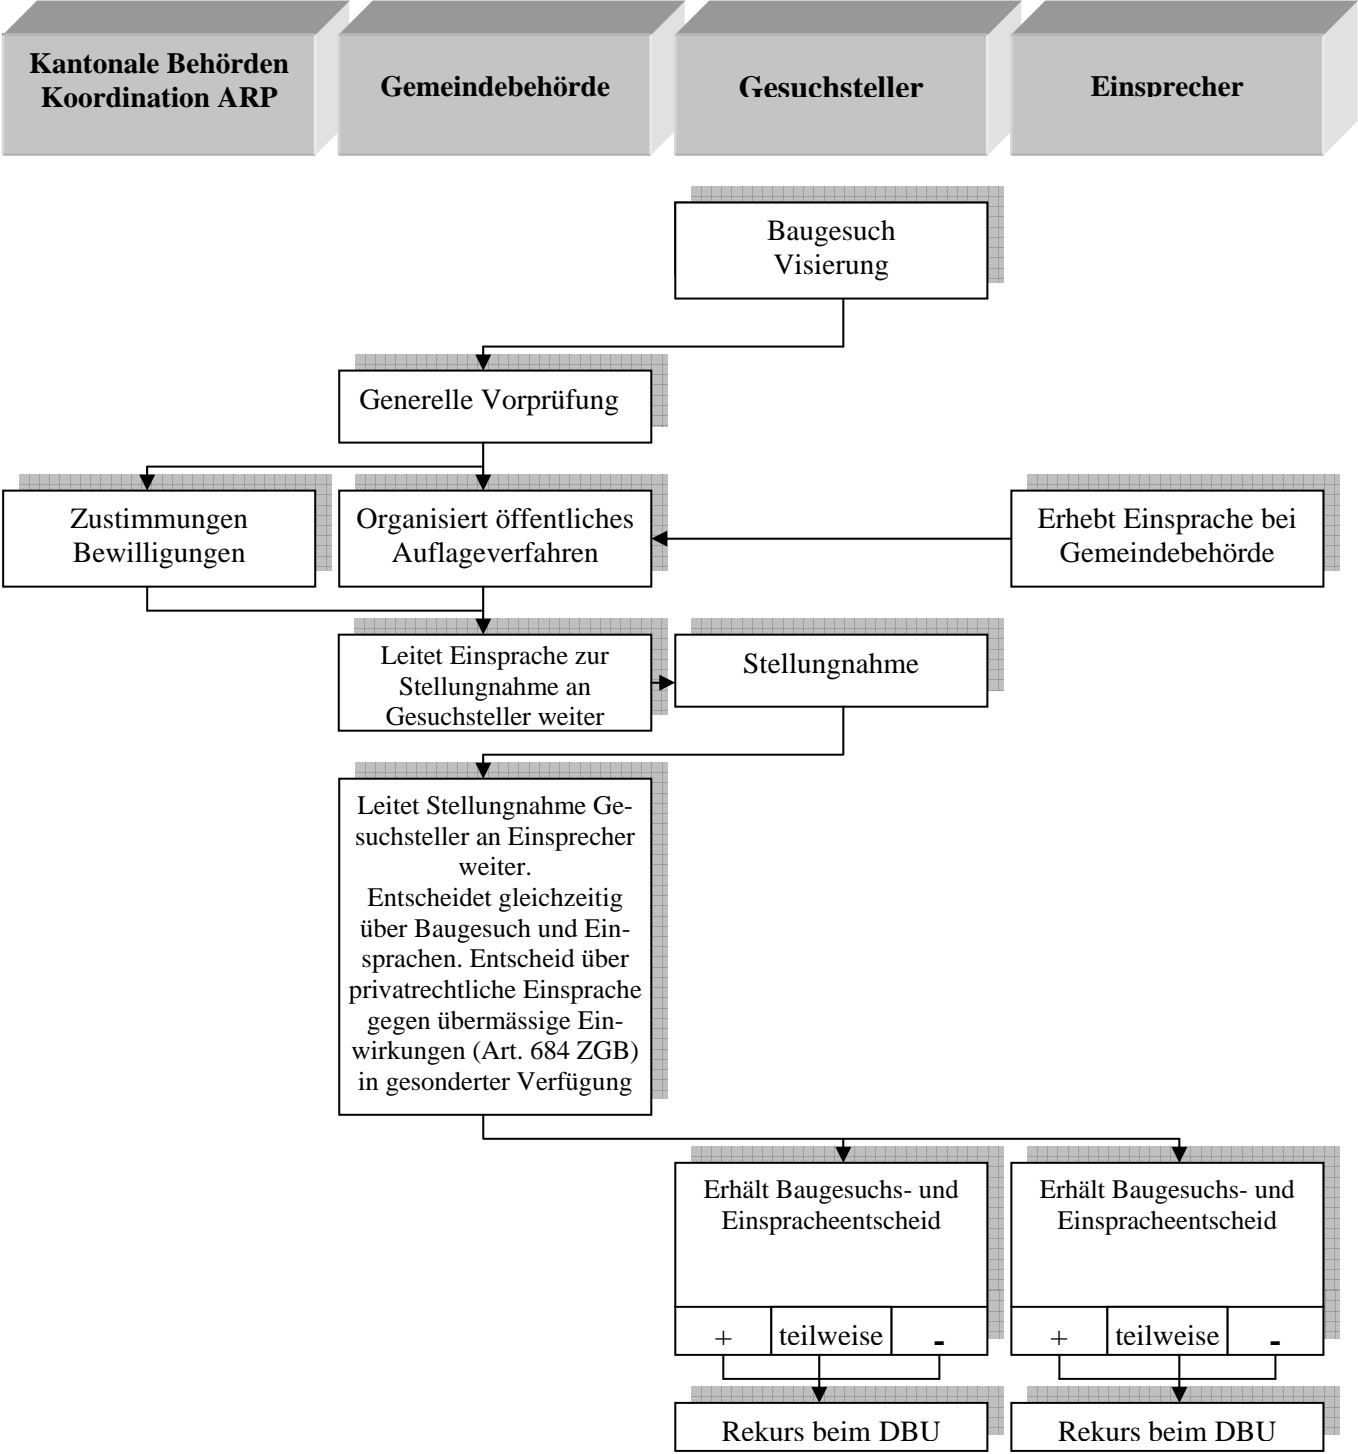 Kantonale Behörden
Koordination ARP
Gemeindebehörde
Gesuchsteller
Einsprecher
Baugesuch
Visierung
Generelle Vorprüfung
Zustimmungen
Bewilligungen
Organisiert öffentliches
Auflageverfahren
Erhebt Einsprache bei
Gemeindebehörde
Leitet Einsprache zur
Stellungnahme an
Gesuchsteller weiter
Stellungnahme
Leitet Stellungnahme Ge-
suchsteller an Einsprecher
weiter.
Entscheidet gleichzeitig
über Baugesuch und Ein-
sprachen. Entscheid über
privatrechtliche Einsprache
gegen übermässige Ein-
wirkungen (Art. 684 ZGB)
in gesonderter Verfügung
Erhält Baugesuchs- und
Einspracheentscheid
+ teilweise -
Rekurs beim DBU
Erhält Baugesuchs- und
Einspracheentscheid
+ teilweise -
Rekurs beim DBU